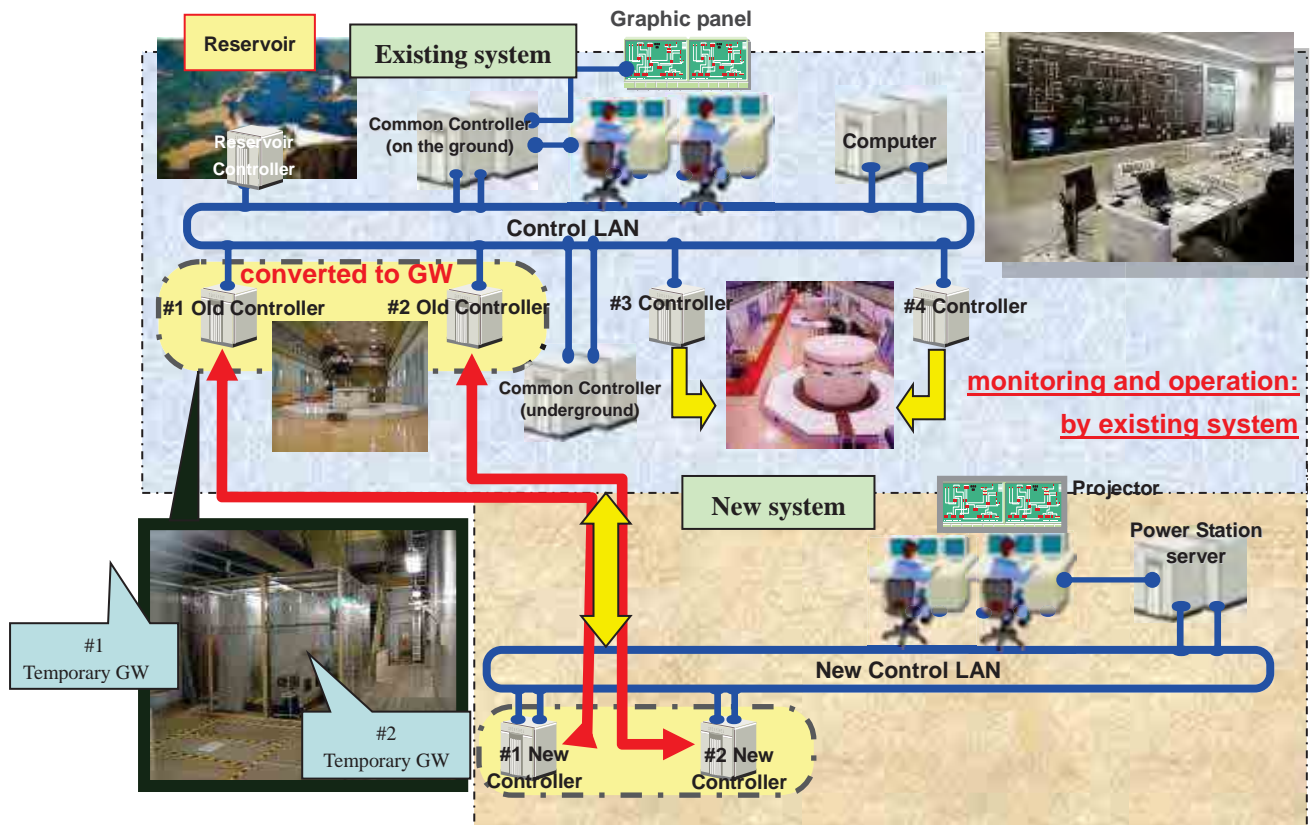 Graphic panel
Reservoir
Existing system
Reservoir
Controller
Common Controller
(on the ground)
Computer
Control LAN
converted to GW
#1 Old Controller
#2 Old Controller
#3 Controller
#4 Controller
Common Controller
(underground)
monitoring and operation:
by existing system
New system
Projector
Power Station
server
#1
Temporary GW
#2
Temporary GW
New Control LAN
#1 New
Controller
#2 New
Controller